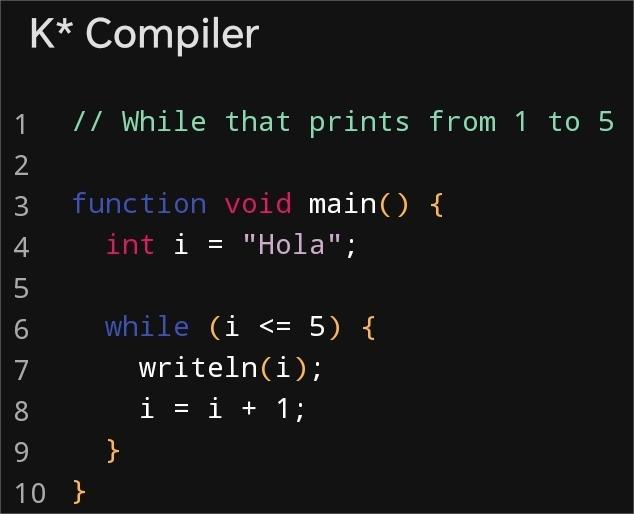 K* Compiler
1 // While that prints from 1 to 5
2
3 function void main() {
4 int i = "Hola";
5
6 while (i <= 5) {
7 writeln(i);
8 i = i + 1;
9 }
10 }